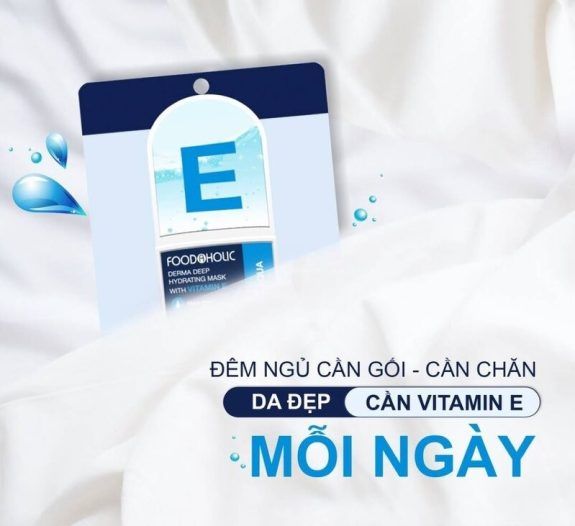 E
FOODAHOLIC
DERMA DEEP
HYDRATING MASK
WITH VITAMIN E
AQUA
ĐÊM NGỦ CẦN GỐI - CẦN CHĂN
DA ĐẸP CẦN VITAMIN E
MỖI NGÀY